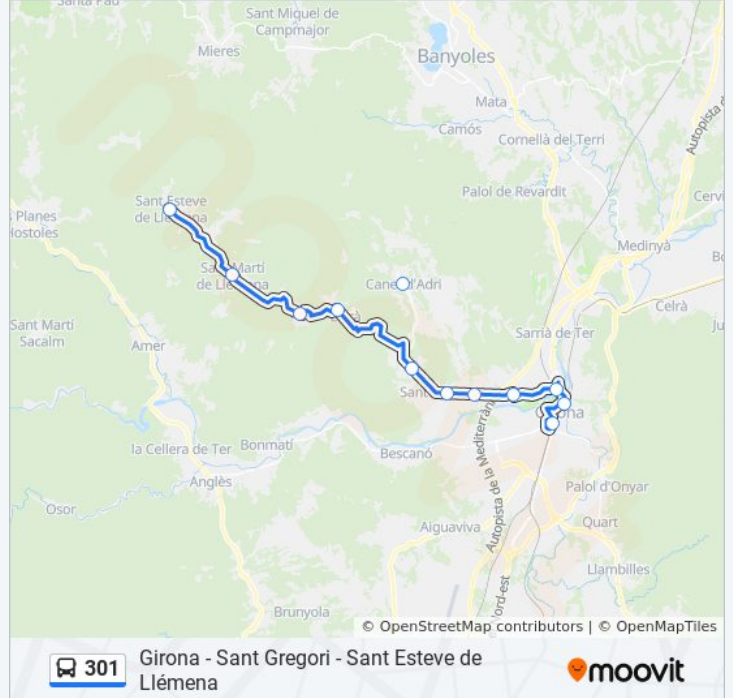 Santa Pau
Sant Miquel de
Campmajor
Mieres
Banyoles
Mata
Camós
Cornellà del Terri
Autopista d
Palol de Revardit
Cervi
Sant Esteve
de Llémena
s Planes
Hostoles
Medinyà
Sant Martí
de Llémena
Canet d'Adri
Celrà
Sant Martí
Sacalm
Amer
Sarrià de Ter
Sant
Girona
la Cellera de Ter
Bonmatí
Bescanó
Anglès
Autopista de la Mediterràni
Palol d'Onyar
Osor
Aiguaviva
Quart
Llambilles
Nord-est
Brunyola
© OpenStreetMap contributors | © OpenMapTiles
301
Girona - Sant Gregori - Sant Esteve de
Llémena
moovit